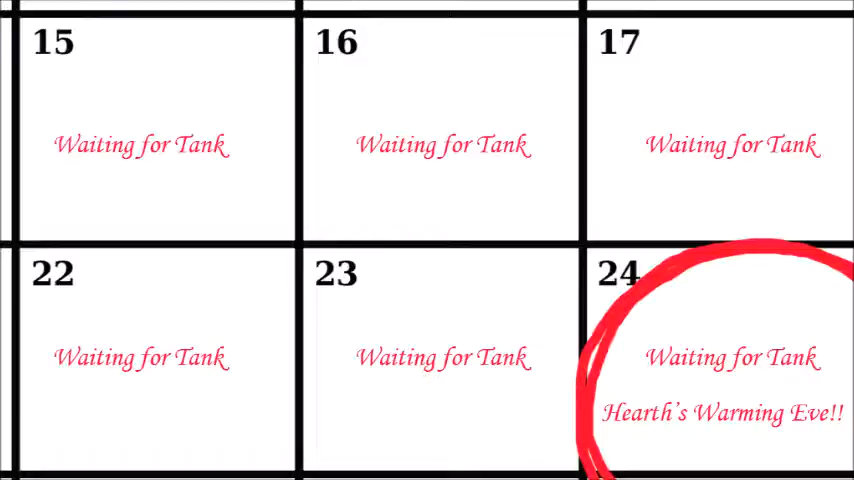 15
16
17
Waiting for Tank
Waiting for Tank
Waiting for Tank
22
23
24
Waiting for Tank
Waiting for Tank
Waiting for Tank
Hearth's Warming Eve!!